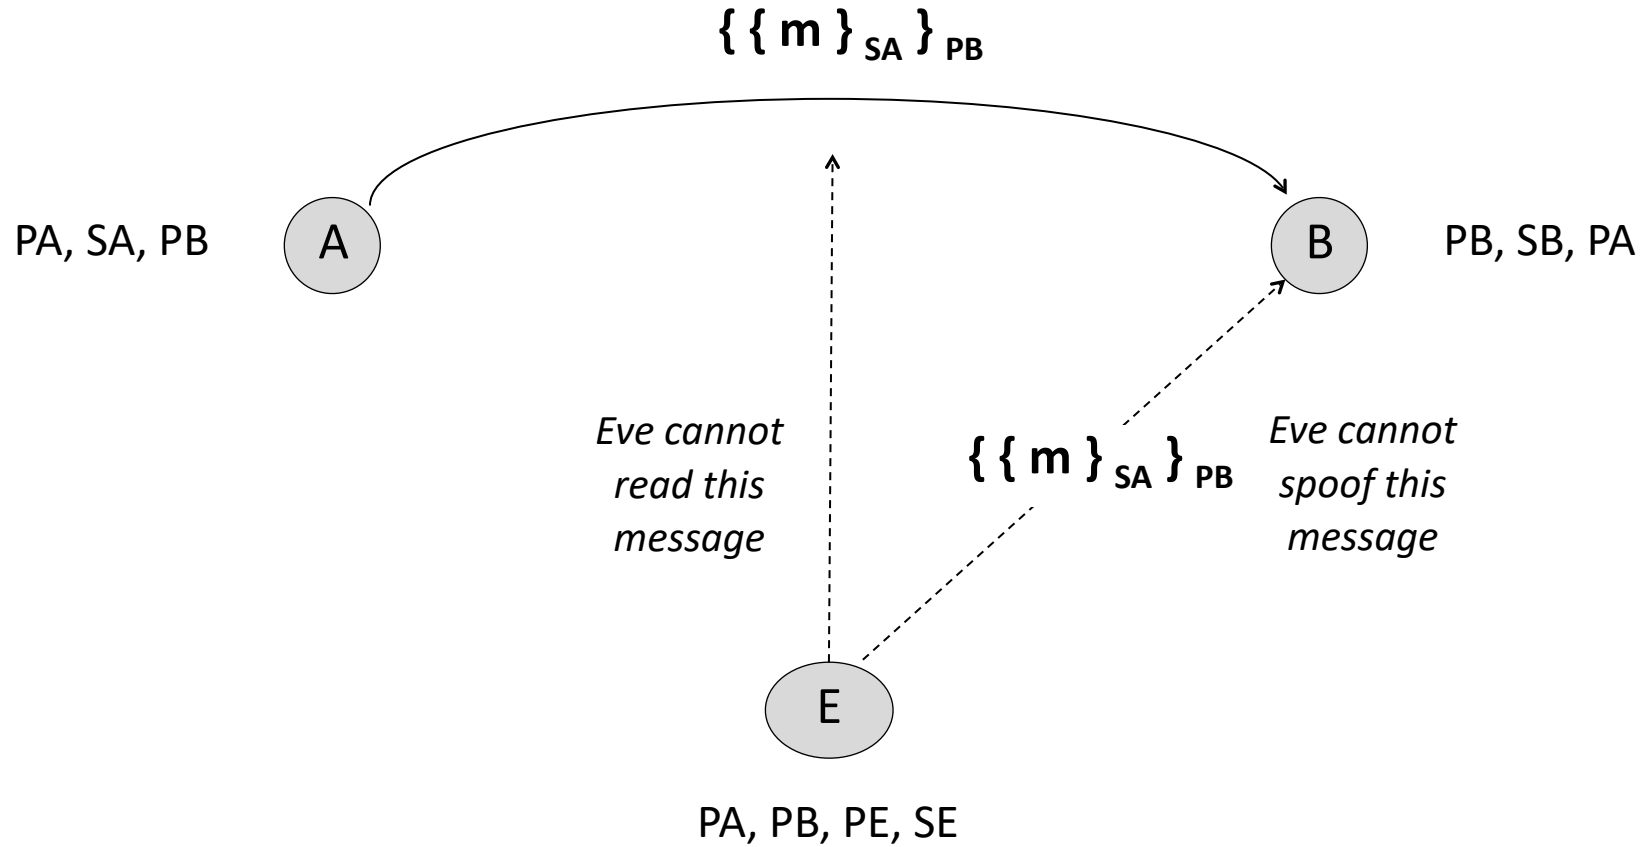 { { m } SA } PB
PA, SA, PB
A
B
PB, SB, PA
Eve cannot
read this
message
{ { m } SA } PB
Eve cannot
spoof this
message
E
PA, PB, PE, SE